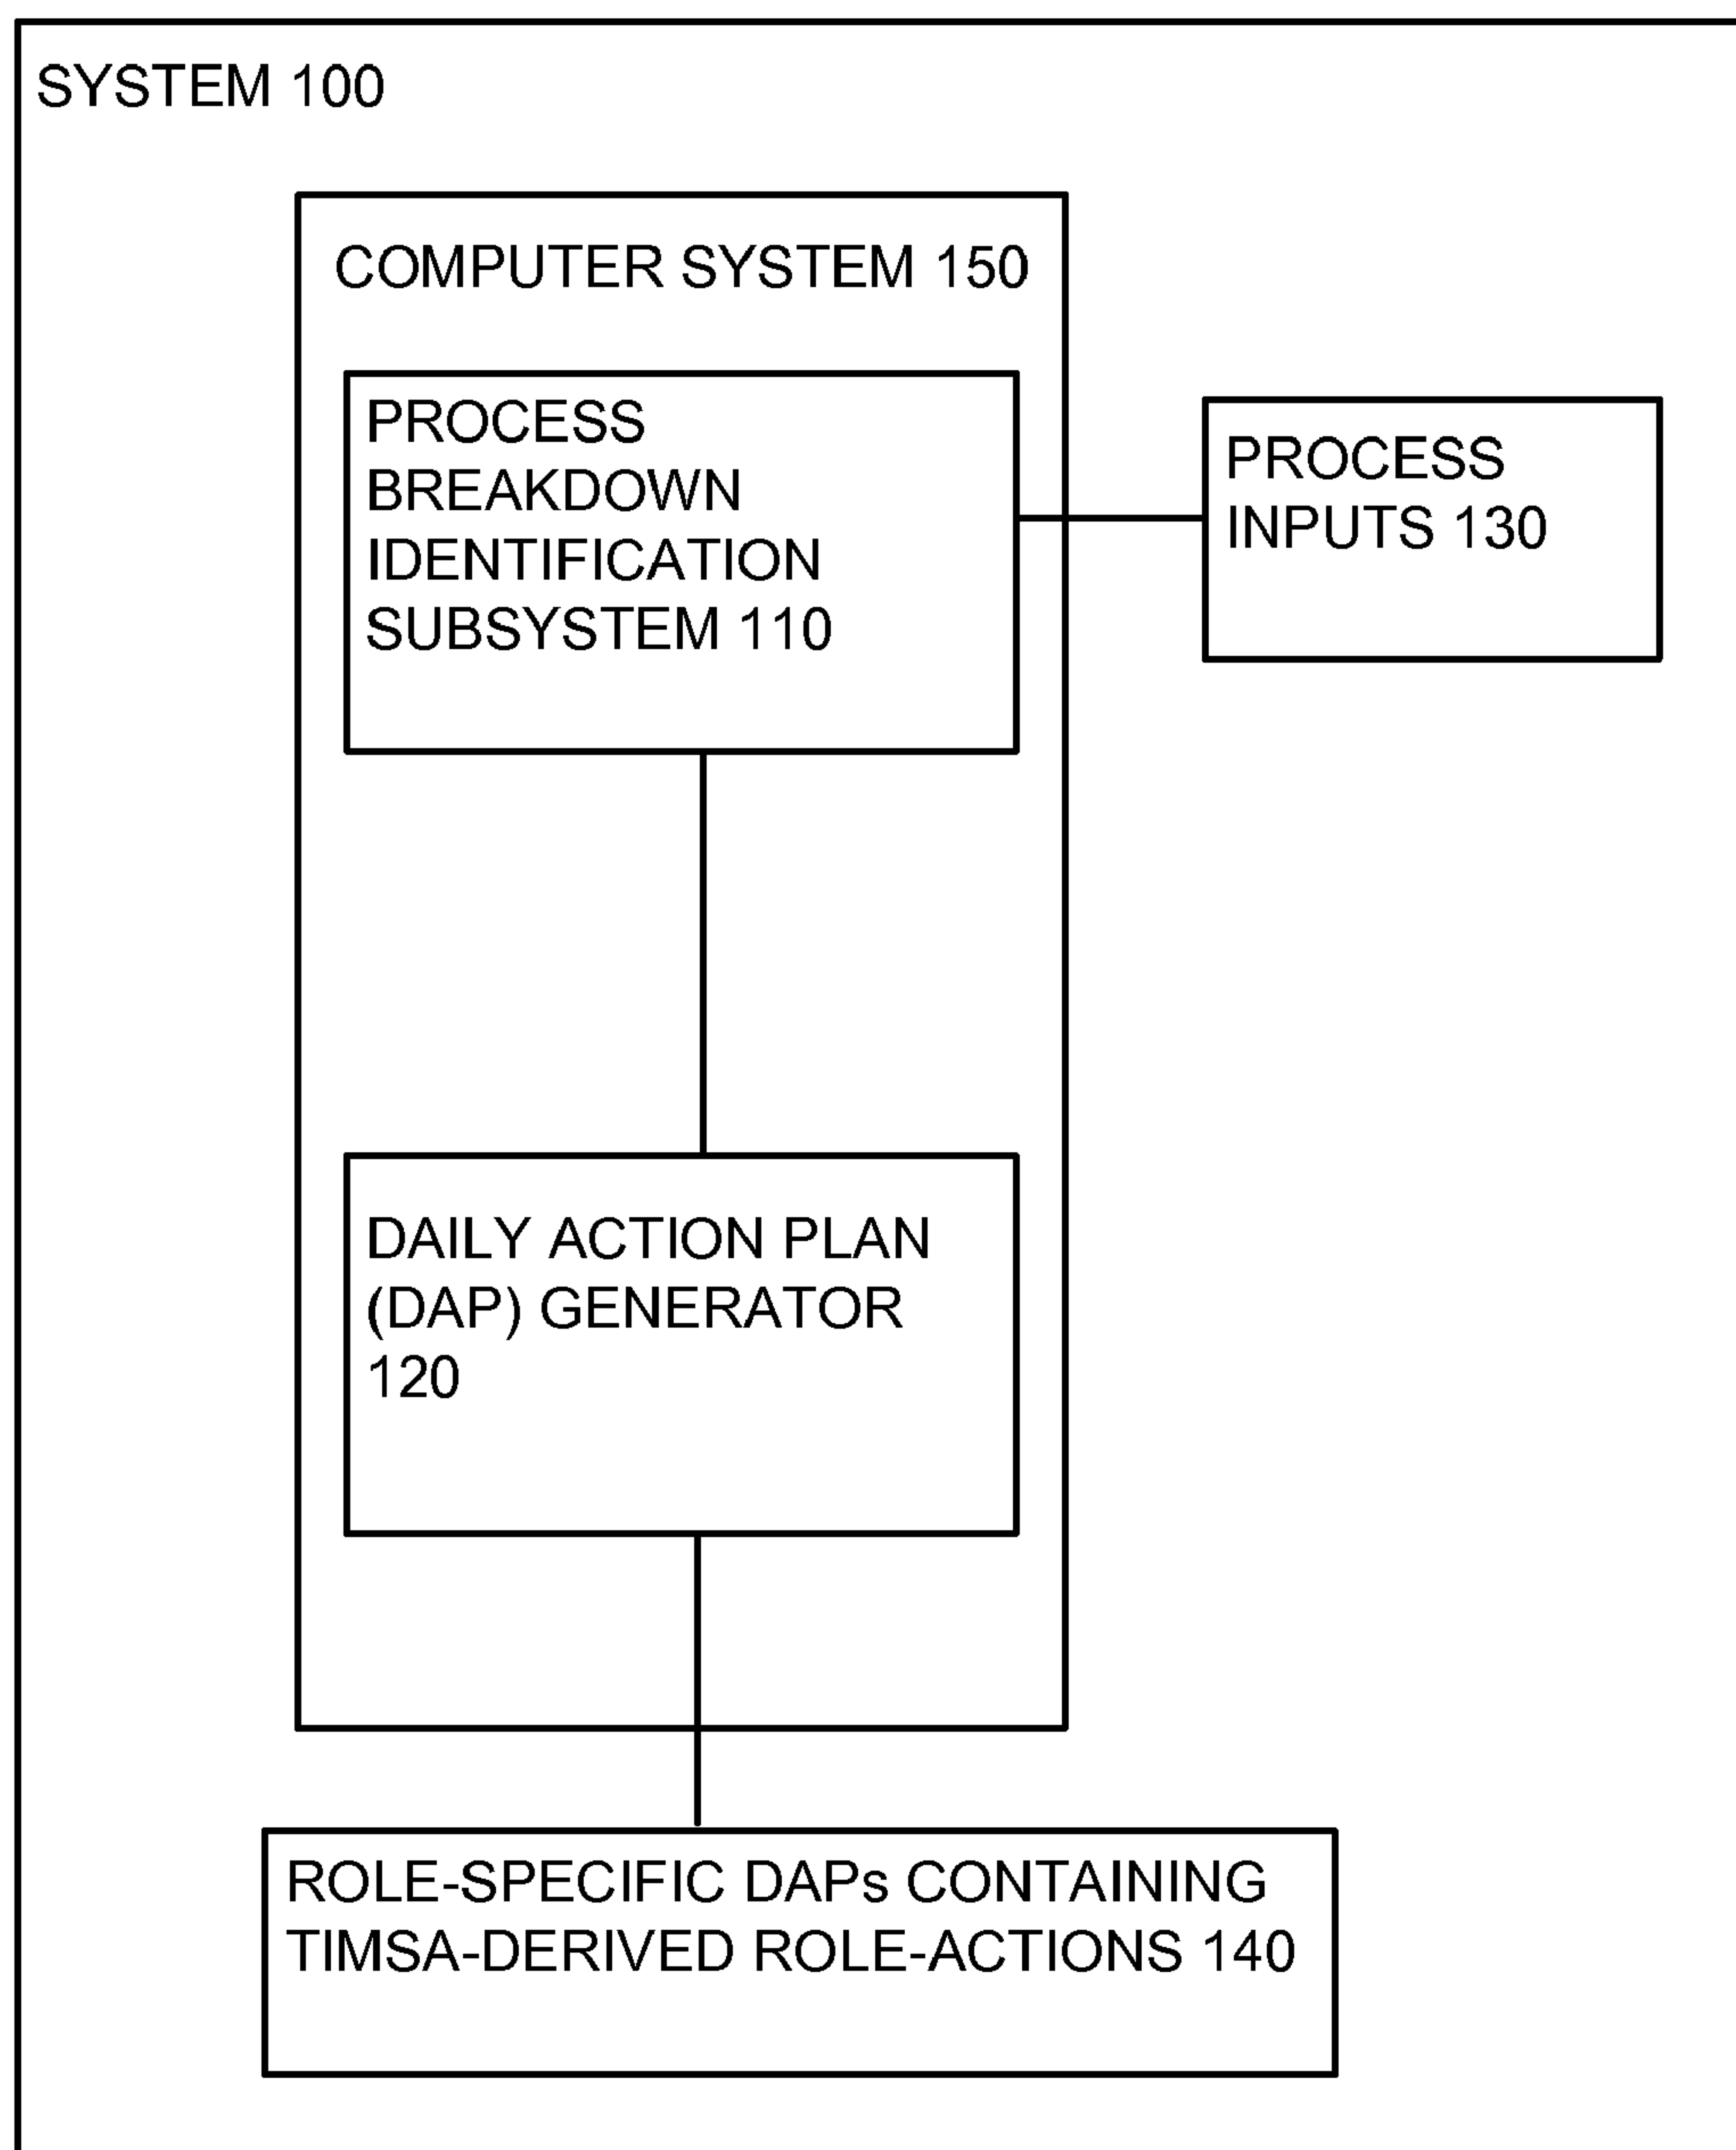 SYSTEM 100
COMPUTER SYSTEM 150
PROCESS
BREAKDOWN
IDENTIFICATION
SUBSYSTEM 110
PROCESS
INPUTS 130
DAILY ACTION PLAN
(DAP) GENERATOR
120
ROLE-SPECIFIC DAPs CONTAINING
TIMSA-DERIVED ROLE-ACTIONS 140